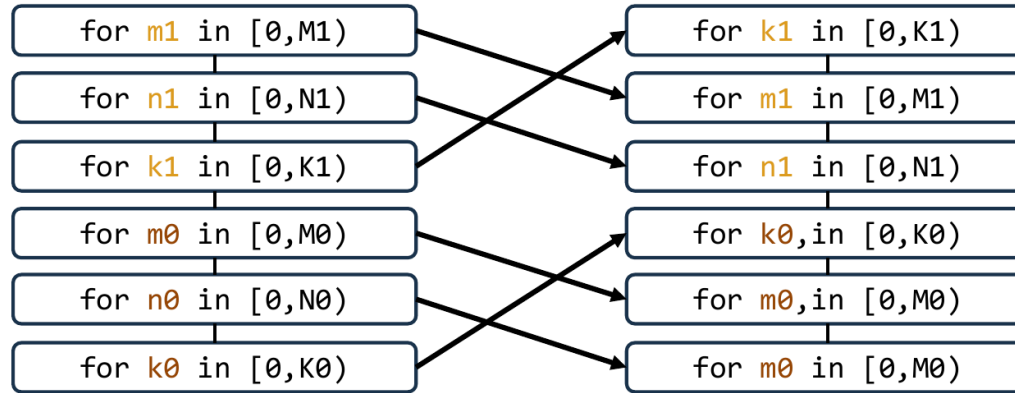 for m1 in [0,M1)
for n1 in [0,N1)
for k1 in [0,K1)
for m0 in [0,M0)
for n0 in [0,N0)
for k0 in [0,K0)
for k1 in [0,K1)
for m1 in [0,M1)
for n1 in [0,N1)
for k0,in [0,K0)
for m0,in [0,M0)
for m0 in [0,M0)